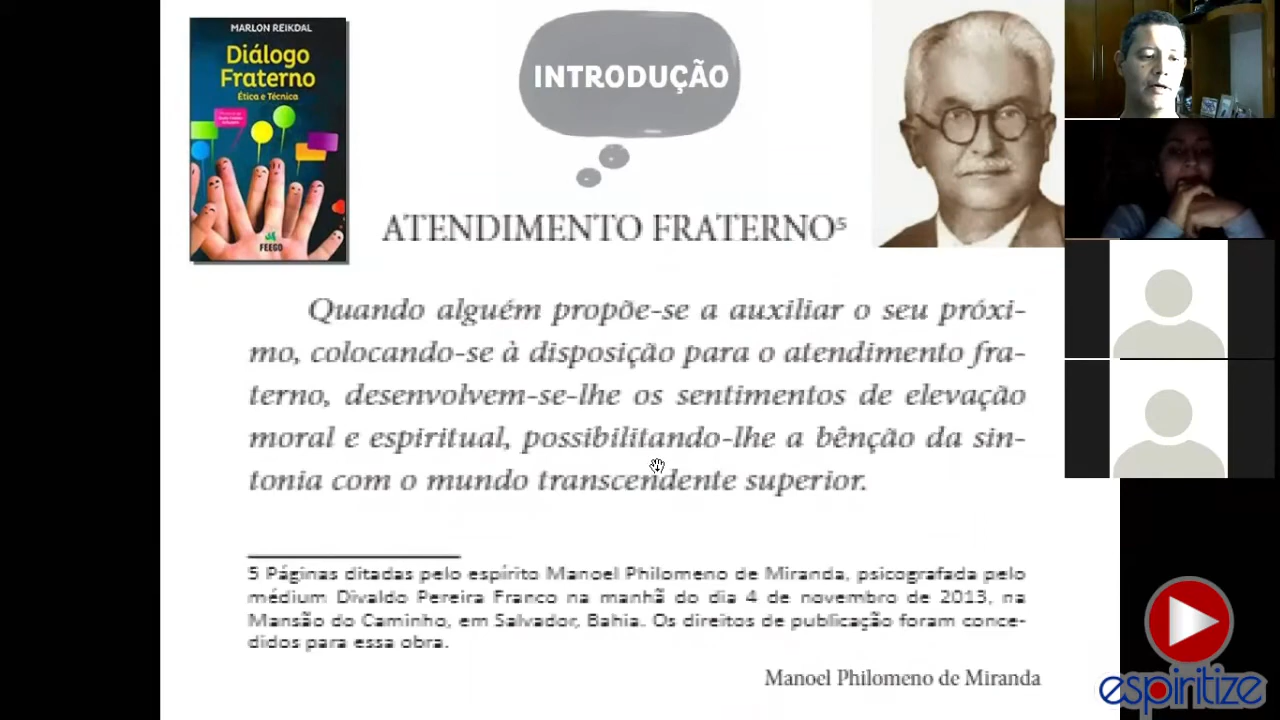 MARLON REIKDAL
Diálogo
Fraterno
Ética e Técnica
FEEGO
INTRODUÇÃO
ATENDIMENTO FRATERNO⁵
Quando alguém propõe-se a auxiliar o seu próxi-
mo, colocando-se à disposição para o atendimento fra-
terno, desenvolvem-se-lhe os sentimentos de elevação
moral e espiritual, possibilitando-lhe a bênção da sin-
tonia com o mundo transcendente superior.
5 Páginas ditadas pelo espírito Manoel Philomeno de Miranda, psicografada pelo
médium Divaldo Pereira Franco na manhã do dia 4 de novembro de 2013, na
Mansão do Caminho, em Salvador, Bahia. Os direitos de publicação foram conce-
didos para essa obra.
Manoel Philomeno de Miranda
espiritize